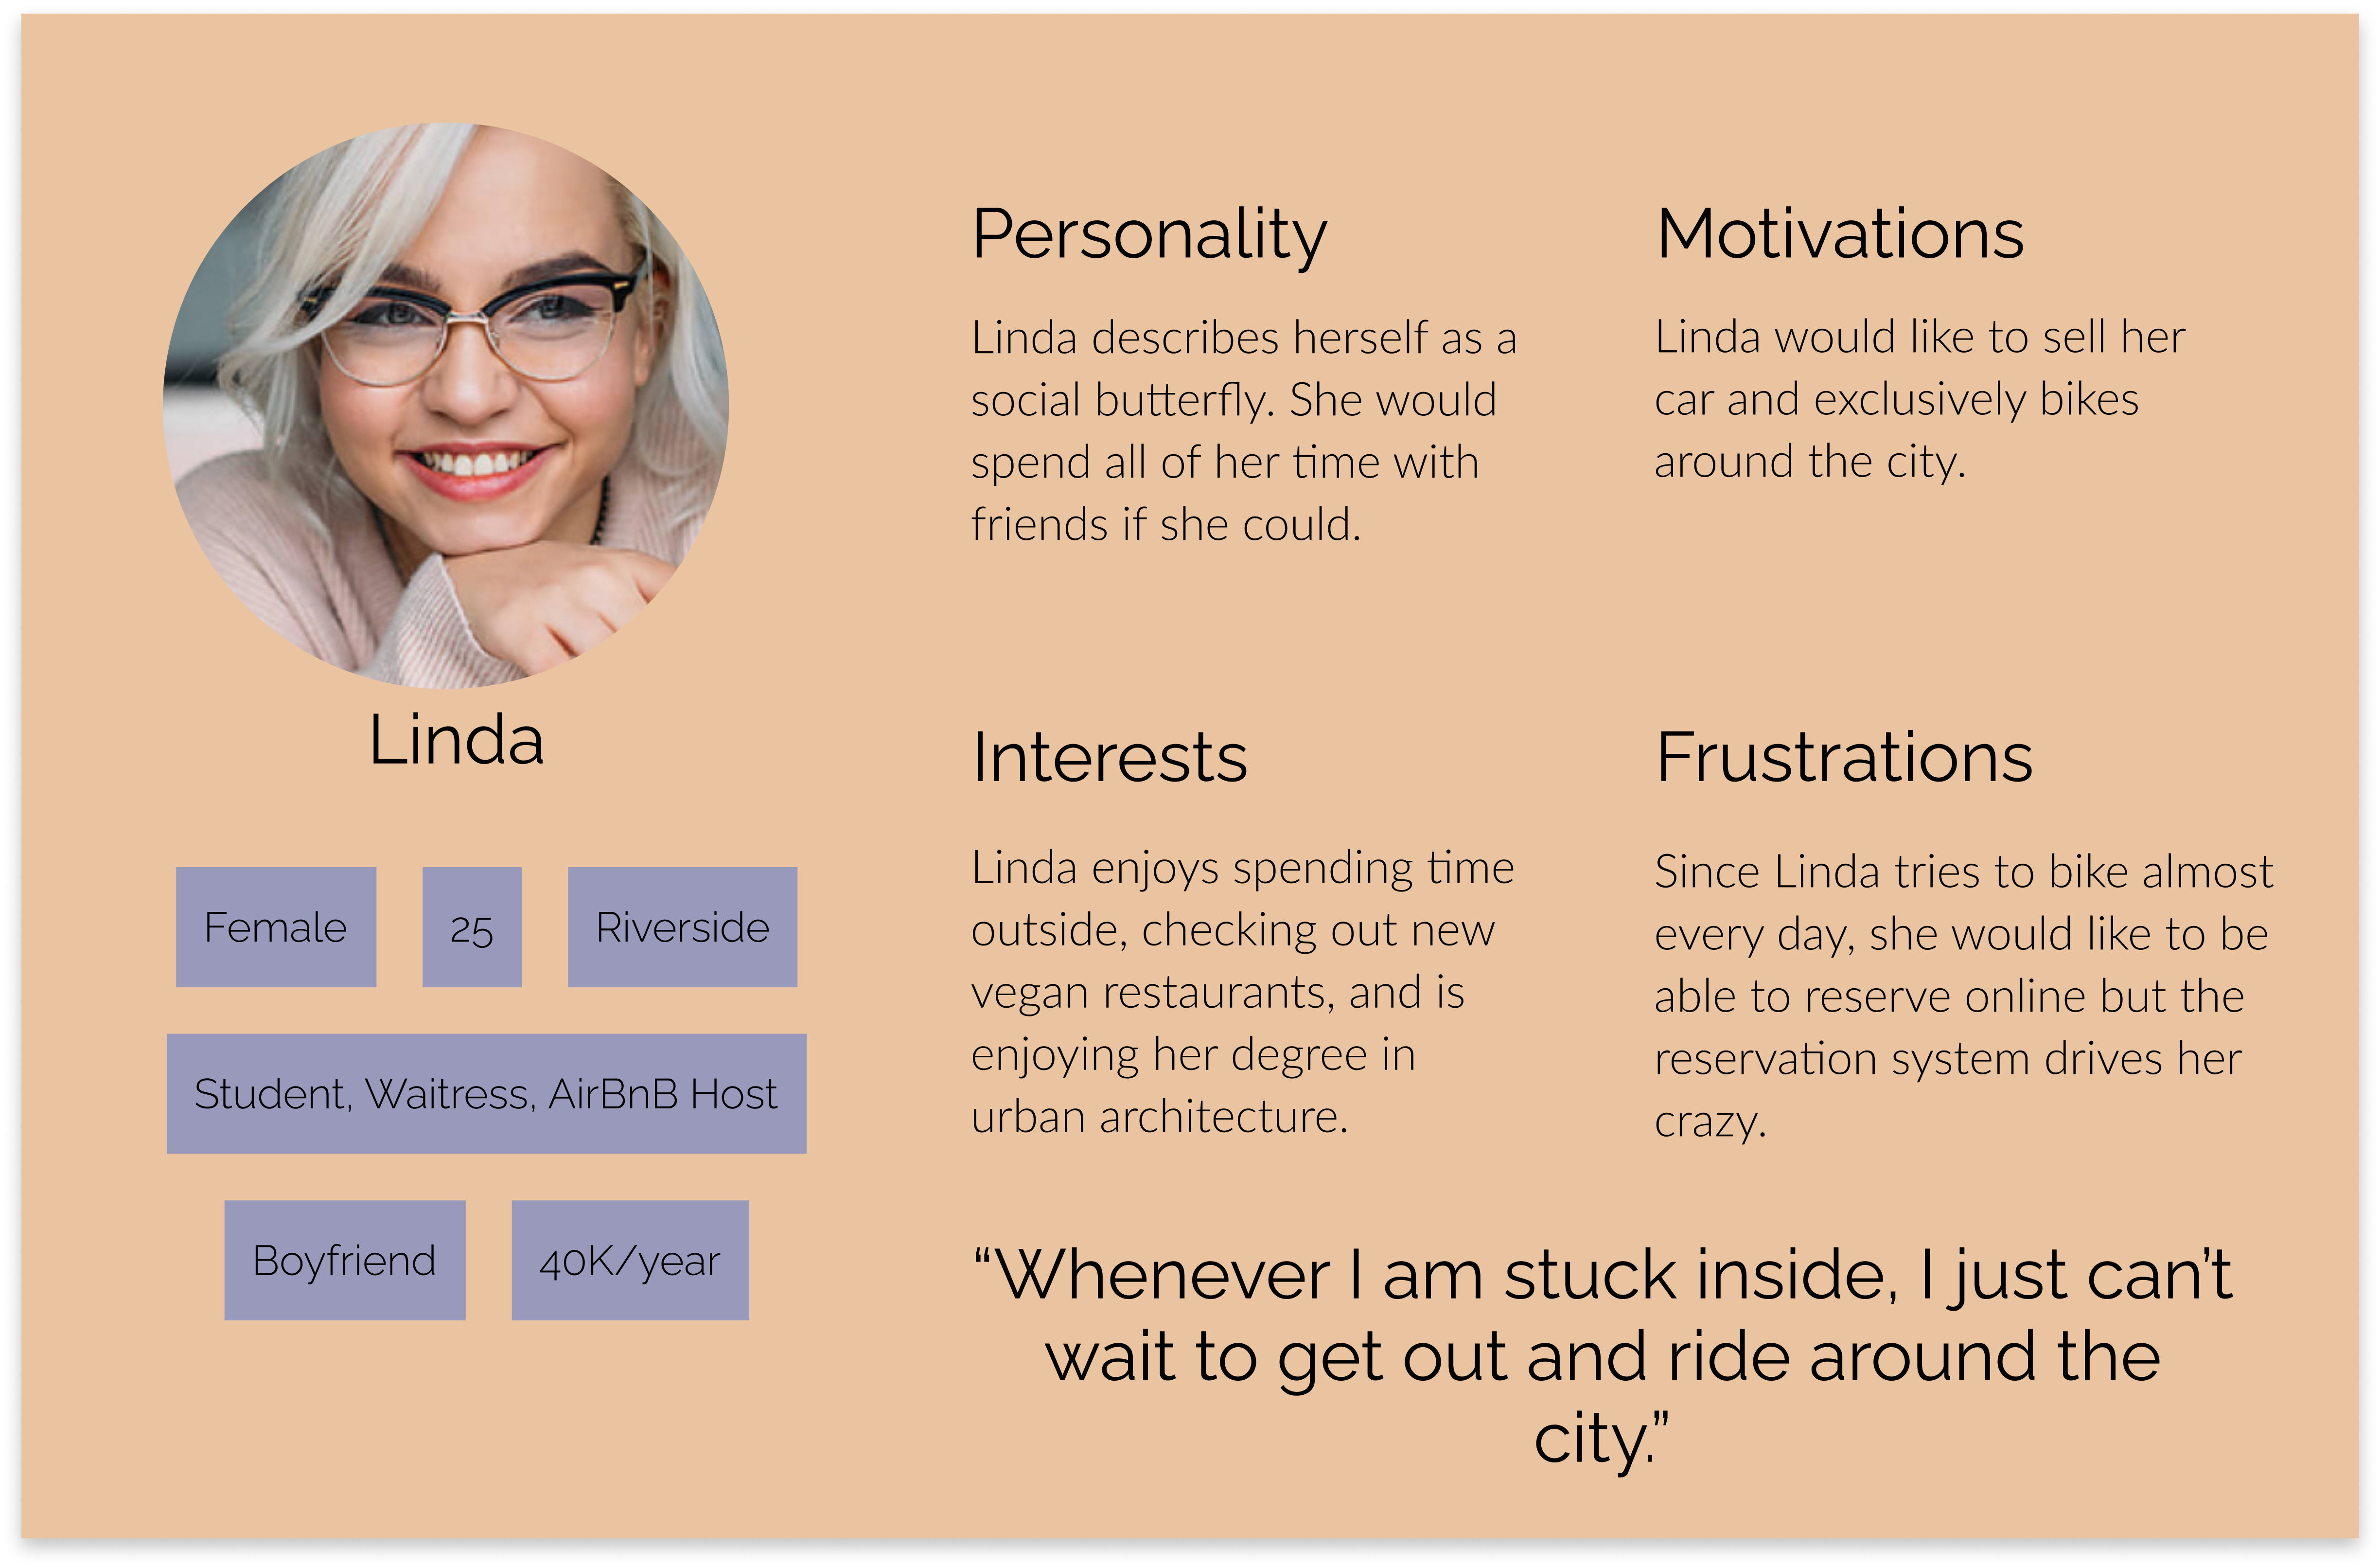 Linda
Female
25
Riverside
Student, Waitress, AirBnB Host
Boyfriend
40K/year
Personality
Linda describes herself as a
social butterfly. She would
spend all of her time with
friends if she could.
Motivations
Linda would like to sell her
car and exclusively bikes
around the city.
Interests
Linda enjoys spending time
outside, checking out new
vegan restaurants, and is
enjoying her degree in
urban architecture.
Frustrations
Since Linda tries to bike almost
every day, she would like to be
able to reserve online but the
reservation system drives her
crazy.
“Whenever I am stuck inside, I just can’t
wait to get out and ride around the
city.”